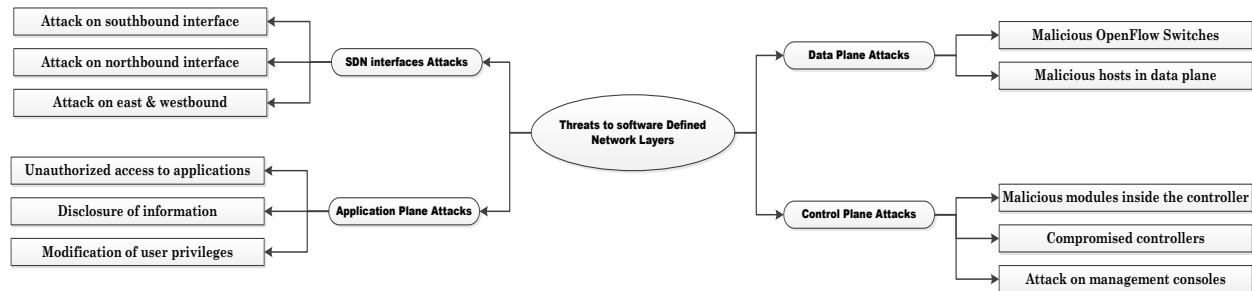 Attack on southbound interface
Attack on northbound interface
Attack on east & westbound
SDN interfaces Attacks
Unauthorized access to applications
Disclosure of information
Modification of user privileges
Application Plane Attacks
Threats to software Defined
Network Layers
Data Plane Attacks
Malicious OpenFlow Switches
Malicious hosts in data plane
Control Plane Attacks
Malicious modules inside the controller
Compromised controllers
Attack on management consoles